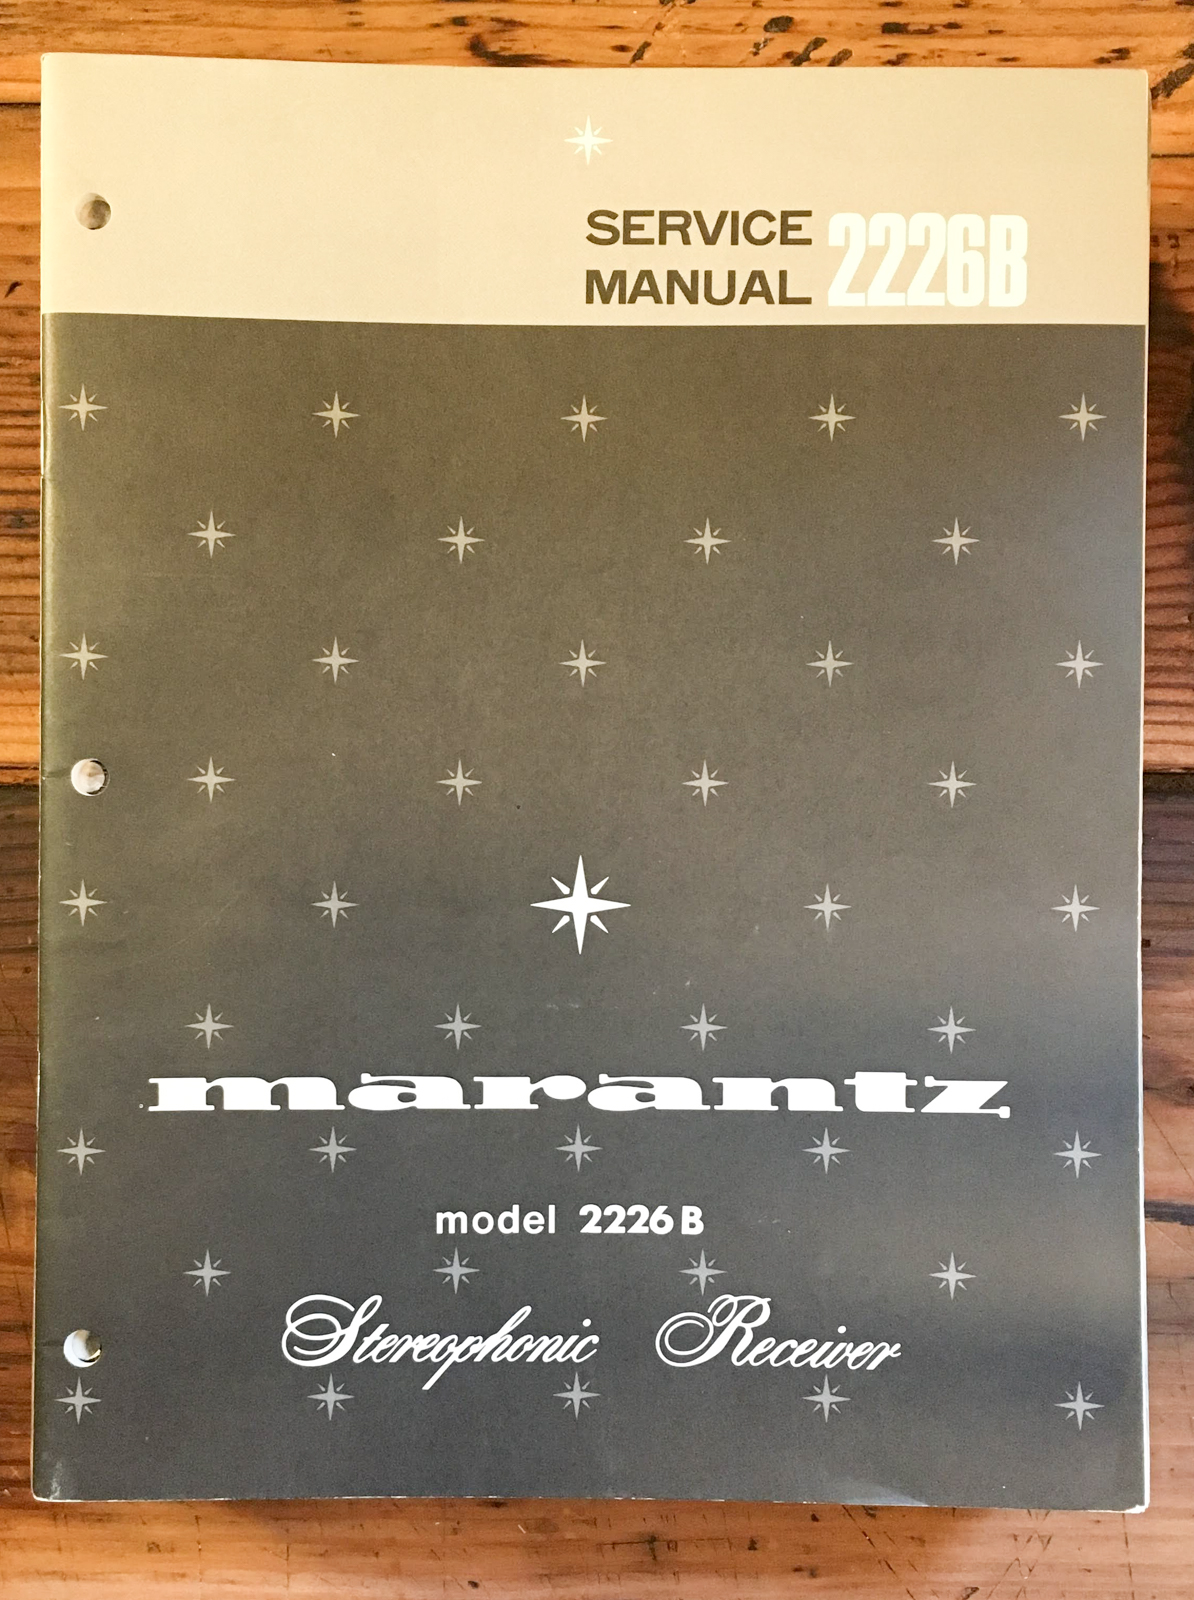 SERVICE
MANUAL 2226B
marantz
model 2226B
Stereophonic Receiver